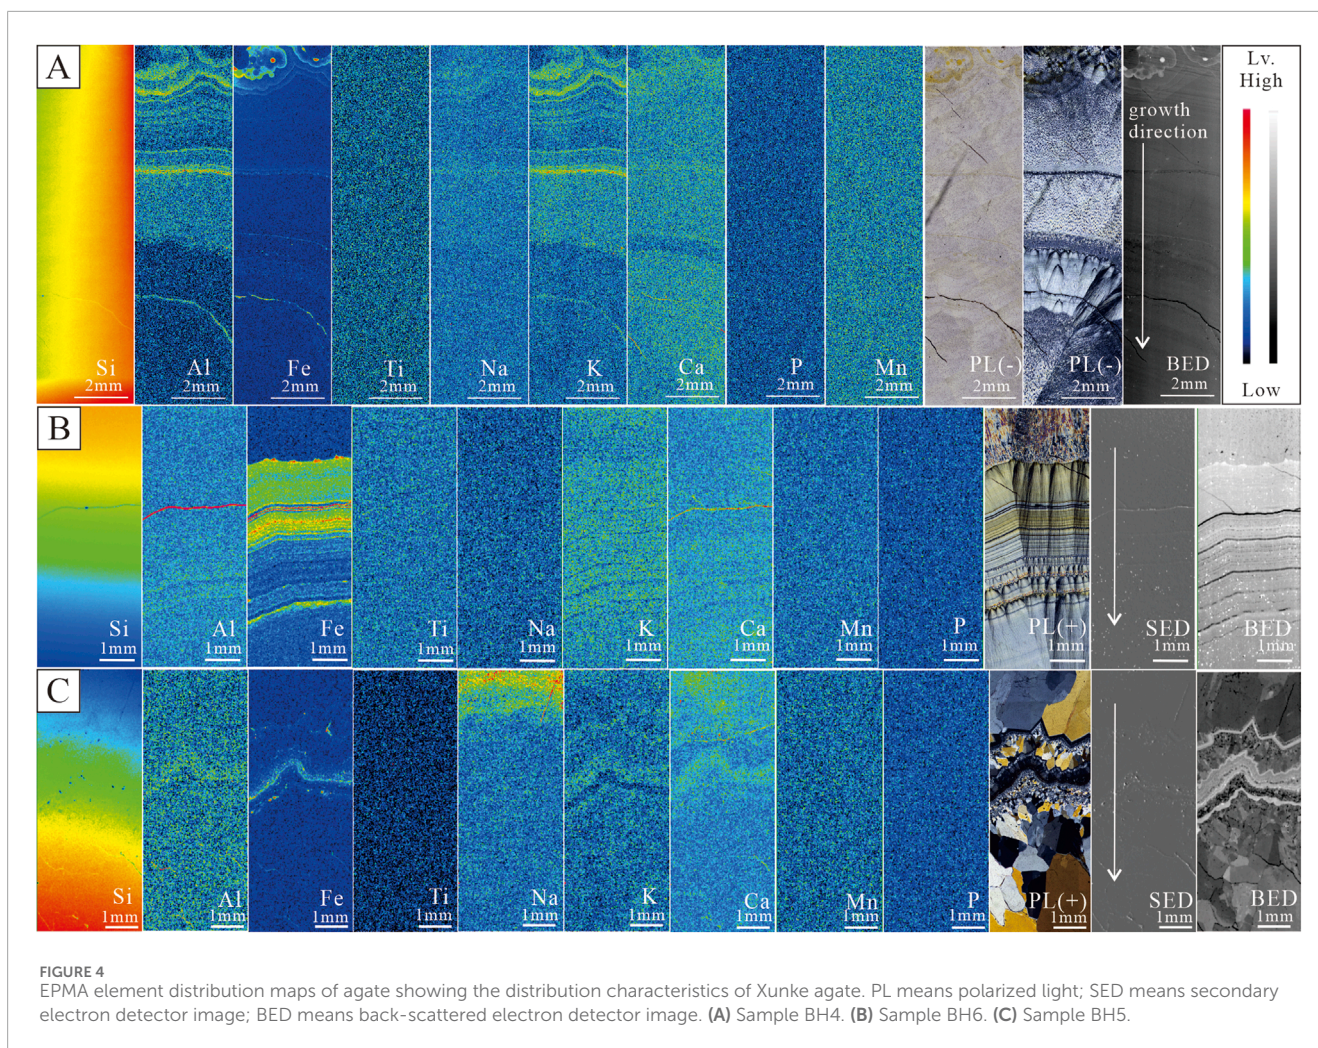 A
Si
2mm
Al
2mm
Fe
2mm
Ti
2mm
Na
2mm
K
2mm
Ca
2mm
P
2mm
Mn
2mm
PL(-)
2mm
PL(-)
2mm
growth
direction
BED
2mm
Lv.
High
Low
B
Si
1mm
Al
1mm
Fe
1mm
Ti
1mm
Na
1mm
K
1mm
Ca
1mm
Mn
1mm
P
1mm
PL(+)
1mm
SED
1mm
BED
1mm
C
Si
1mm
Al
1mm
Fe
1mm
Ti
1mm
Na
1mm
K
1mm
Ca
1mm
Mn
1mm
P
1mm
PL(+)
1mm
SED
1mm
BED
1mm
FIGURE 4
EPMA element distribution maps of agate showing the distribution characteristics of Xunke agate. PL means polarized light; SED means secondary
electron detector image; BED means back-scattered electron detector image. (A) Sample BH4. (B) Sample BH6. (C) Sample BH5.